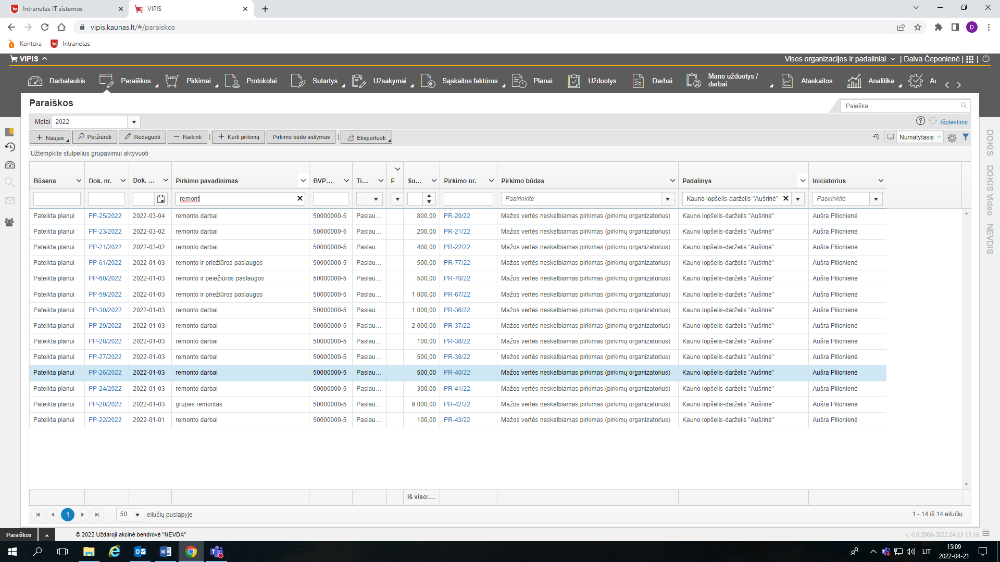 Intranetas IT sistemos
VIPIS
vipis.kaunas.lt/#/paraiskos
D
Kontora
Intranetas
VIPIS
Visos organizacijos ir padaliniai | Daiva Čeponienė | |
Darbalaukis Paraiškos Pirkimai Protokolai Sutartys Užsakymai Sąskaitos faktūros Planai Užduotys Darbai Mano užduotys / darbai Ataskaitos Analitika Ac
Paraiškos
Paieška
Metai 2022
Išplėstinis
Naujas Peržiūrėti Redaguoti Naikinti | Kurti pirkimą Pirkimo būdo siūlymas | Eksportuoti
Numatytasis
Užtempkite stulpelius grupavimui aktyvuoti
Būsena Dok. nr. Dok. ... Pirkimo pavadinimas BVP... Ti... P Su... Pirkimo nr. Pirkimo būdas Padalinys Iniciatorius
remont Pasirinkite Kauno lopšelis-darželis "Aušrinė" Pasirinkite
Pateikta planui PP-25/2022 2022-03-04 remonto darbai 50000000-5 Paslau... 800,00 PR-20/22 Mažos vertės neskelbiamas pirkimas (pirkimų organizatorius) Kauno lopšelis-darželis "Aušrinė" Aušra Pilionienė
Pateikta planui PP-23/2022 2022-03-02 remonto darbai 50000000-5 Paslau... 200,00 PR-21/22 Mažos vertės neskelbiamas pirkimas (pirkimų organizatorius) Kauno lopšelis-darželis "Aušrinė" Aušra Pilionienė
Pateikta planui PP-21/2022 2022-03-02 remonto darbai 50000000-5 Paslau... 400,00 PR-22/22 Mažos vertės neskelbiamas pirkimas (pirkimų organizatorius) Kauno lopšelis-darželis "Aušrinė" Aušra Pilionienė
Pateikta planui PP-61/2022 2022-01-03 remonto ir priežiūros paslaugos 50000000-5 Paslau... 500,00 PR-77/22 Mažos vertės neskelbiamas pirkimas (pirkimų organizatorius) Kauno lopšelis-darželis "Aušrinė" Aušra Pilionienė
Pateikta planui PP-60/2022 2022-01-03 remonto ir peiežiūros paslaugos 50000000-5 Paslau... 500,00 PR-70/22 Mažos vertės neskelbiamas pirkimas (pirkimų organizatorius) Kauno lopšelis-darželis "Aušrinė" Aušra Pilionienė
Pateikta planui PP-59/2022 2022-01-03 remonto ir priežiūros paslaugos 50000000-5 Paslau... 1 000,00 PR-67/22 Mažos vertės neskelbiamas pirkimas (pirkimų organizatorius) Kauno lopšelis-darželis "Aušrinė" Aušra Pilionienė
Pateikta planui PP-30/2022 2022-01-03 remonto darbai 50000000-5 Paslau... 1 000,00 PR-36/22 Mažos vertės neskelbiamas pirkimas (pirkimų organizatorius) Kauno lopšelis-darželis "Aušrinė" Aušra Pilionienė
Pateikta planui PP-29/2022 2022-01-03 remonto darbai 50000000-5 Paslau... 2 000,00 PR-37/22 Mažos vertės neskelbiamas pirkimas (pirkimų organizatorius) Kauno lopšelis-darželis "Aušrinė" Aušra Pilionienė
Pateikta planui PP-28/2022 2022-01-03 remonto darbai 50000000-5 Paslau... 100,00 PR-38/22 Mažos vertės neskelbiamas pirkimas (pirkimų organizatorius) Kauno lopšelis-darželis "Aušrinė" Aušra Pilionienė
Pateikta planui PP-27/2022 2022-01-03 remonto darbai 50000000-5 Paslau... 500,00 PR-39/22 Mažos vertės neskelbiamas pirkimas (pirkimų organizatorius) Kauno lopšelis-darželis "Aušrinė" Aušra Pilionienė
Pateikta planui PP-26/2022 2022-01-03 remonto darbai 50000000-5 Paslau... 500,00 PR-40/22 Mažos vertės neskelbiamas pirkimas (pirkimų organizatorius) Kauno lopšelis-darželis "Aušrinė" Aušra Pilionienė
Pateikta planui PP-24/2022 2022-01-03 remonto darbai 50000000-5 Paslau... 300,00 PR-41/22 Mažos vertės neskelbiamas pirkimas (pirkimų organizatorius) Kauno lopšelis-darželis "Aušrinė" Aušra Pilionienė
Pateikta planui PP-20/2022 2022-01-03 grupės remontas 50000000-5 Paslau... 9 000,00 PR-42/22 Mažos vertės neskelbiamas pirkimas (pirkimų organizatorius) Kauno lopšelis-darželis "Aušrinė" Aušra Pilionienė
Pateikta planui PP-22/2022 2022-01-01 remonto darbai 50000000-5 Paslau... 100,00 PR-43/22 Mažos vertės neskelbiamas pirkimas (pirkimų organizatorius) Kauno lopšelis-darželis "Aušrinė" Aušra Pilionienė
Iš viso:...
1 50 eilučių puslapyje
1 - 14 iš 14 eilučių
DOKIS
DOKIS Video
NEVDIS
Paraiškos
© 2022 Uždaroji akcinė bendrovė "NEVDA"
v. 0.0.2906-2022.04.13 15:16
LIT
15:09
2022-04-21